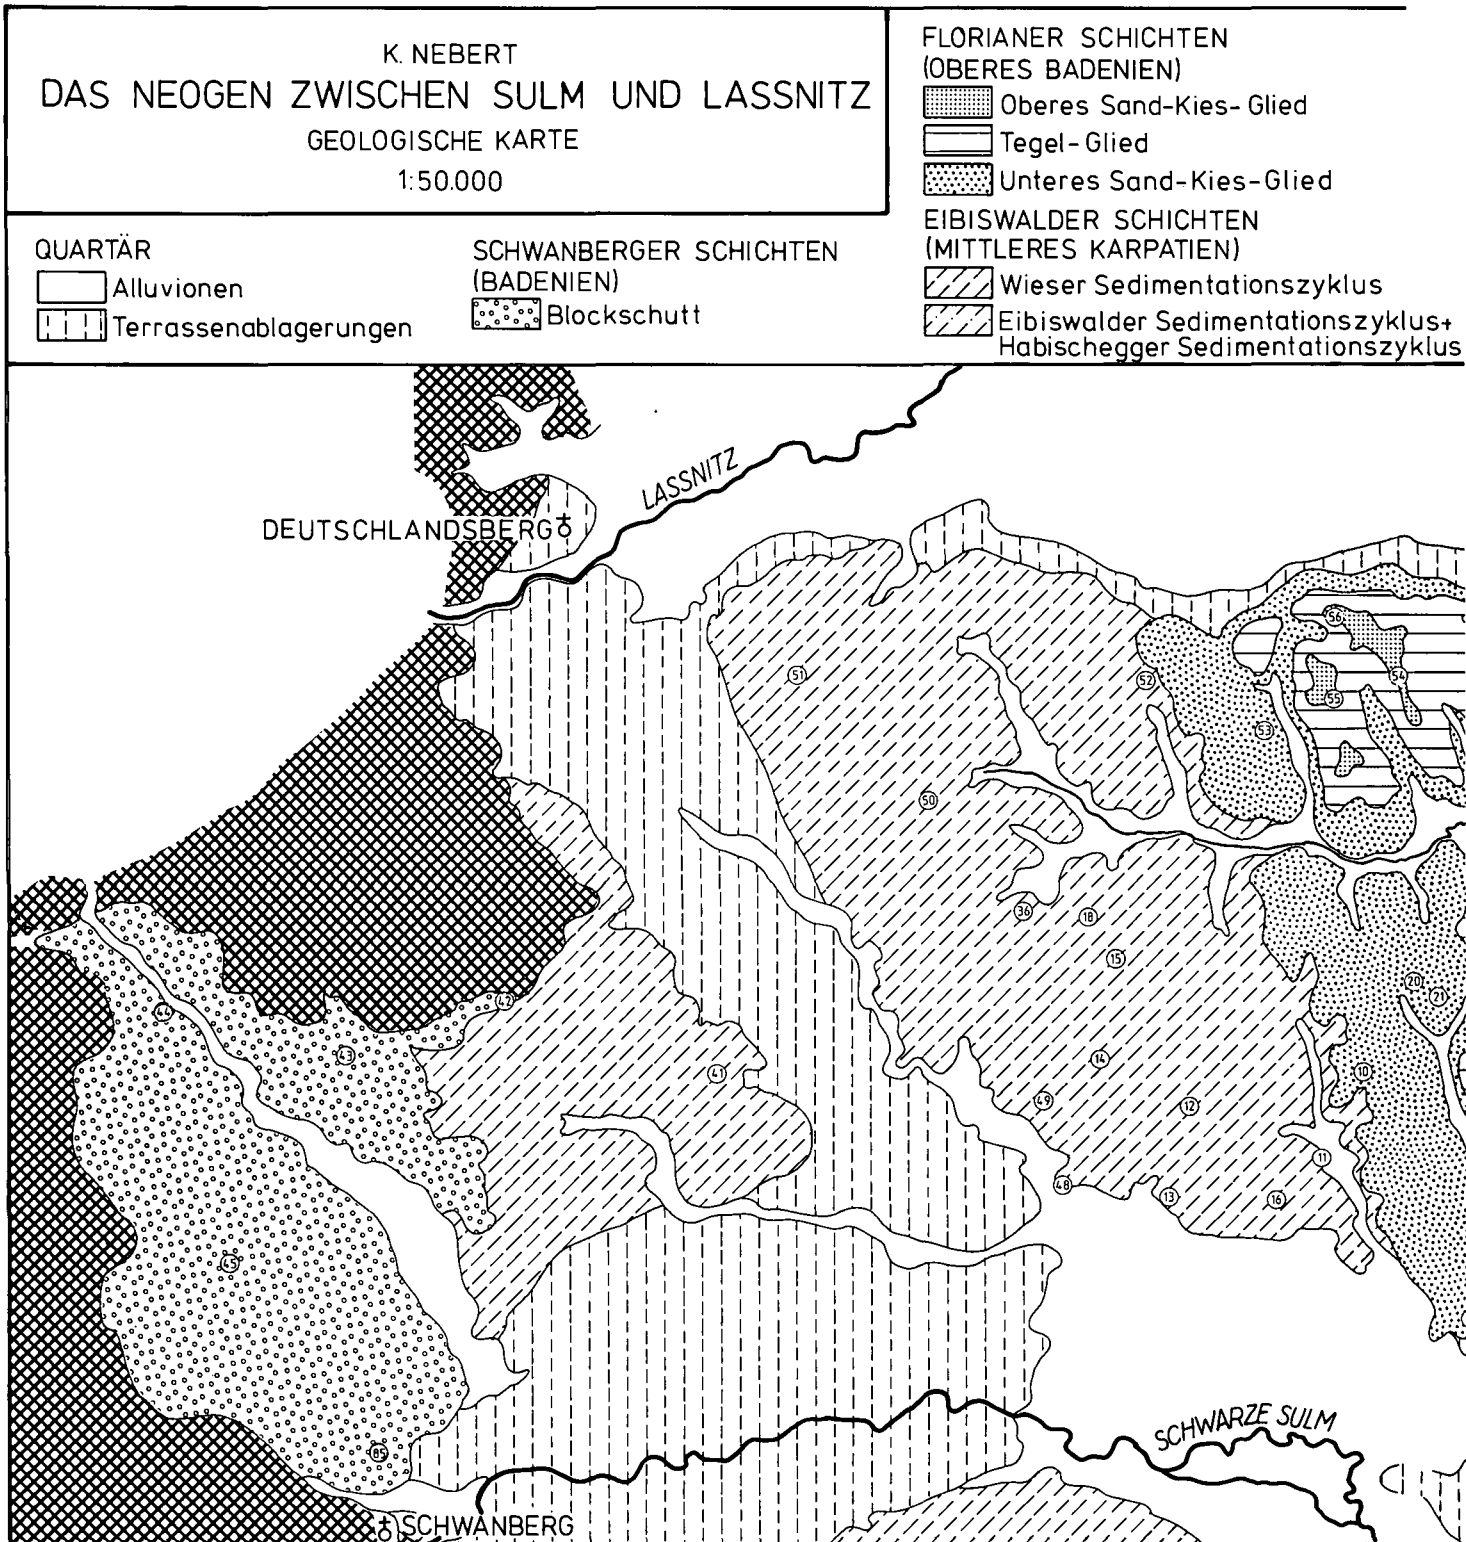 K. NEBERT
DAS NEOGEN ZWISCHEN SULM UND LASSNITZ
GEOLOGISCHE KARTE
1:50.000
QUARTÄR
Alluvionen
Terrassenablagerungen
SCHWANBERGER SCHICHTEN
(BADENIEN)
Blockschutt
FLORIANER SCHICHTEN
(OBERES BADENIEN)
Oberes Sand-Kies-Glied
Tegel-Glied
Unteres Sand-Kies-Glied
EIBISWALDER SCHICHTEN
(MITTLERES KARPATIEN)
Wieser Sedimentationszyklus
Eibiswalder Sedimentationszyklus+
Habischegger Sedimentationszyklus
LASSNITZ
DEUTSCHLANDSBERG
56
51
52
54
55
53
50
36
18
15
20
21
42
44
43
14
41
10
49
12
11
48
13
16
45
SCHWARZE SULM
85
SCHWANBERG